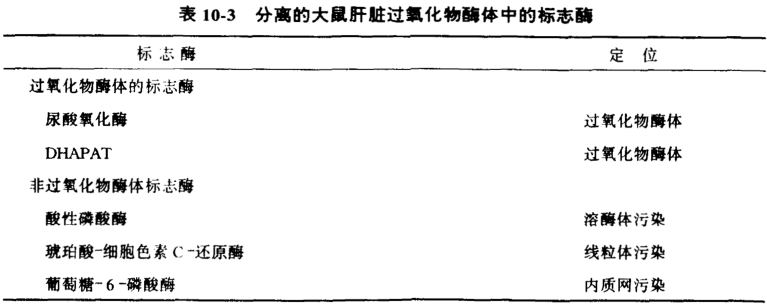 表 10-3 分离的大鼠肝脏过氧化物酶体中的标志酶
标志酶 定位
过氧化物酶体的标志酶
尿酸氧化酶 过氧化物酶体
DHAPAT 过氧化物酶体
非过氧化物酶体标志酶
酸性磷酸酶 溶酶体污染
琥珀酸-细胞色素C-还原酶 线粒体污染
葡萄糖-6-磷酸酶 内质网污染